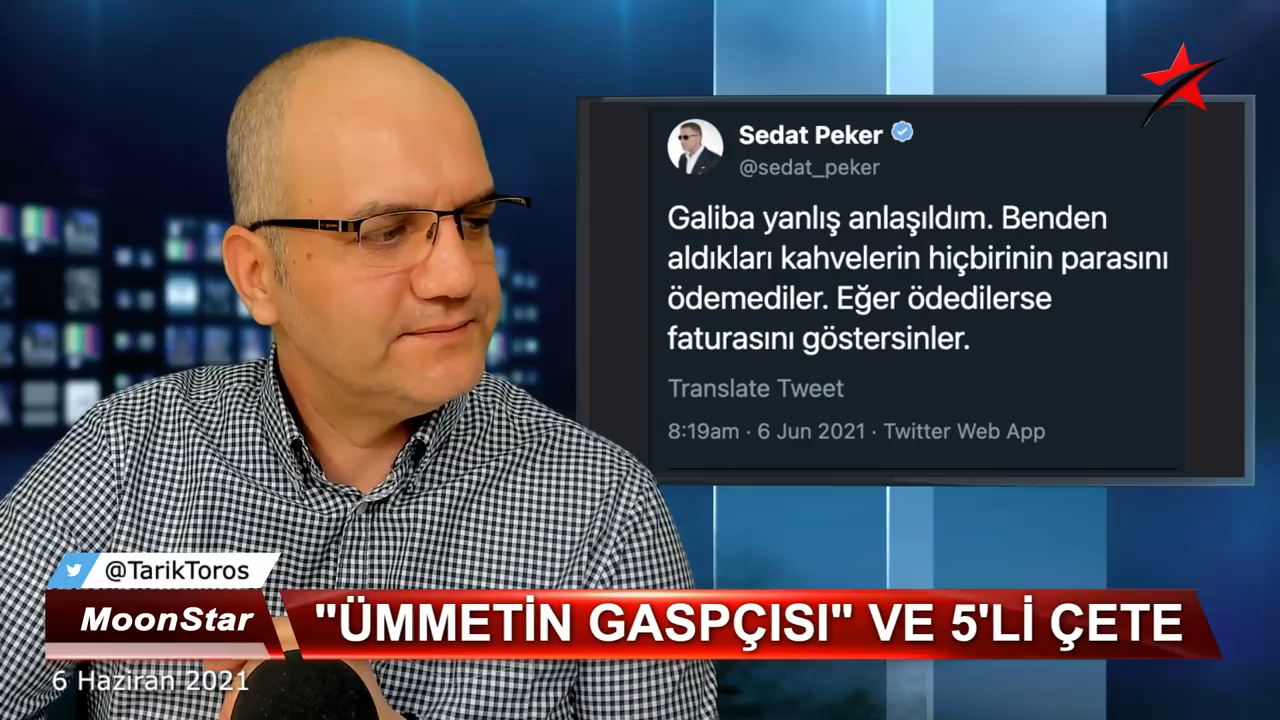 Sedat Peker
@sedat_peker
Galiba yanlış anlaşıldım. Benden
aldıkları kahvelerin hiçbirinin parasını
ödemediler. Eğer ödedilerse
faturasını göstersinler.
Translate Tweet
8:19am · 6 Jun 2021 · Twitter Web App
@TarikToros
MoonStar
"ÜMMETİN GASPÇISI" VE 5'Lİ ÇETE
6 Haziran 2021